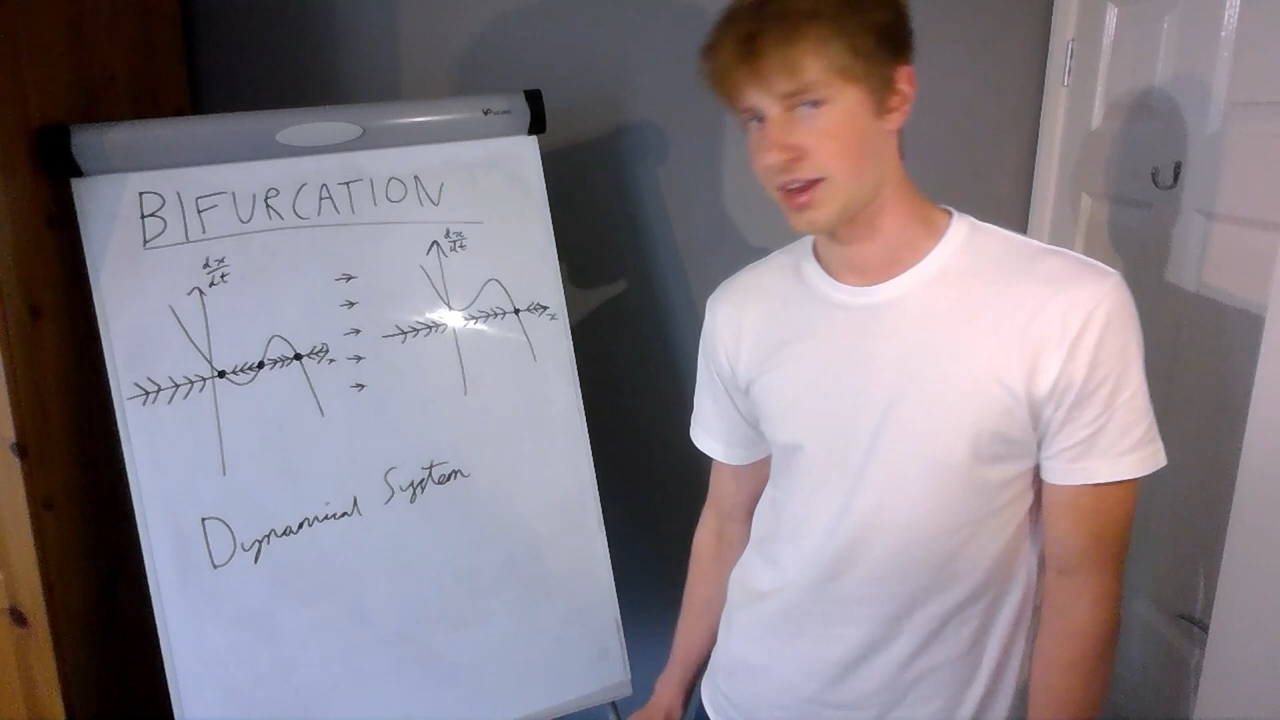 BIFURCATION
dx/dt
dx/dt
x
x
Dynamical System